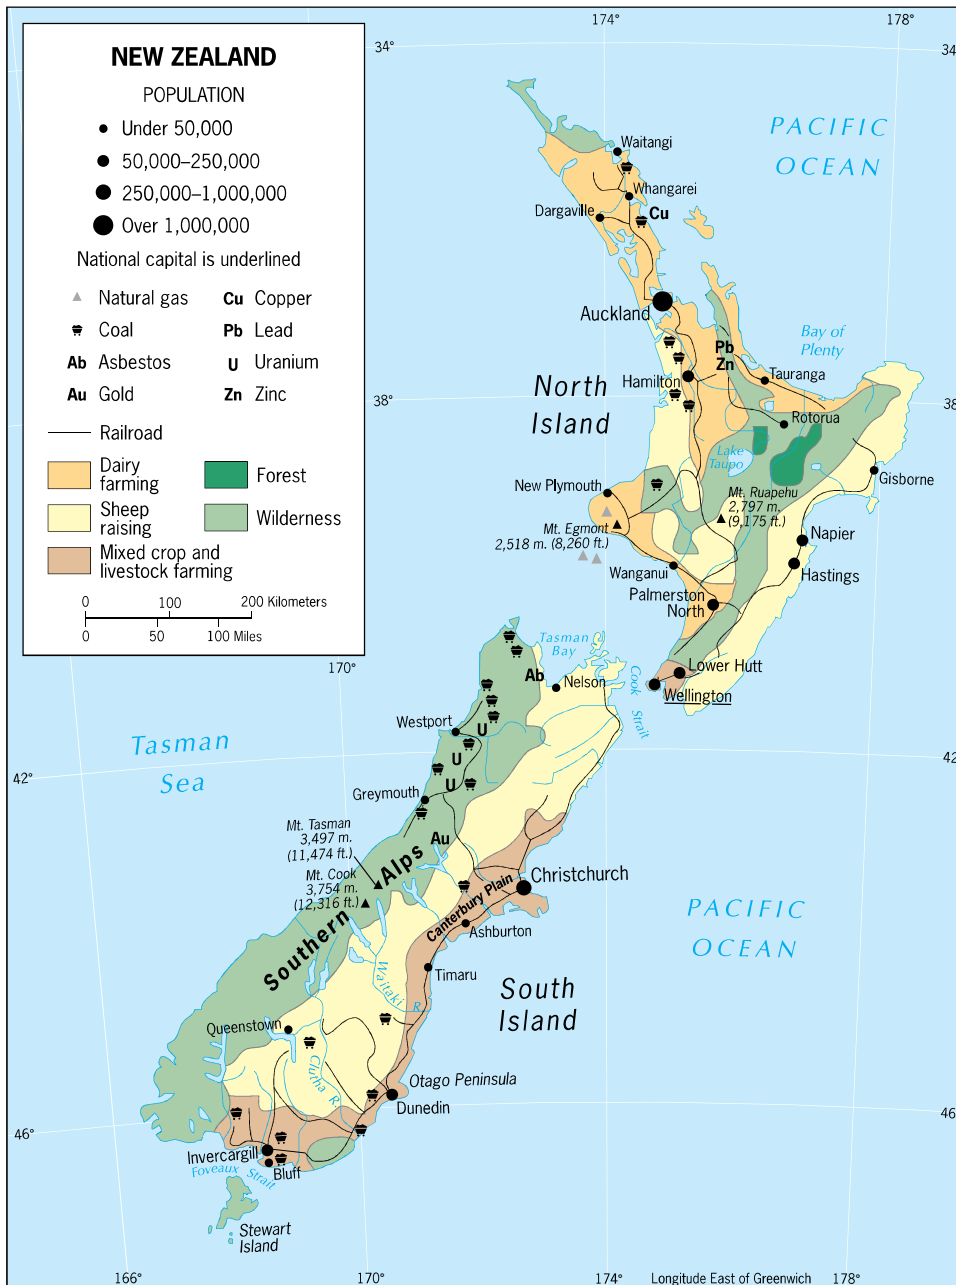 NEW ZEALAND
POPULATION
Under 50,000
50,000–250,000
250,000–1,000,000
Over 1,000,000
National capital is underlined
Natural gas
Cu Copper
Coal
Pb Lead
Ab Asbestos
U Uranium
Au Gold
Zn Zinc
Railroad
Dairy
farming
Forest
Sheep
raising
Wilderness
Mixed crop and
livestock farming
0 100 200 Kilometers
0 50 100 Miles
174°
178°
34°
34
PACIFIC
OCEAN
Waitangi
Whangarei
Dargaville
Cu
Auckland
Bay of
Plenty
Pb
Zn
Tauranga
Hamilton
North
Island
38°
38
Rotorua
Lake
Taupo
Gisborne
New Plymouth
Mt. Ruapehu
2,797 m.
(9,175 ft.)
Mt. Egmont
2,518 m. (8,260 ft.)
Napier
Hastings
Wanganui
Palmerston
North
Tasman
Bay
170°
Ab
Nelson
Lower Hutt
Wellington
Cook Strait
Westport
U
U
U
Tasman
Sea
42°
42
Greymouth
Au
Mt. Tasman
3,497 m.
(11,474 ft.)
Mt. Cook
3,754 m.
(12,316 ft.)
Southern Alps
Christchurch
Canterbury Plain
Ashburton
PACIFIC
OCEAN
Timaru
Waitaki R.
South
Island
Queenstown
Clutha R.
Otago Peninsula
Dunedin
46°
46
Invercargill
Bluff
Foveaux Strait
Stewart
Island
166°
170°
174°
178°
Longitude East of Greenwich